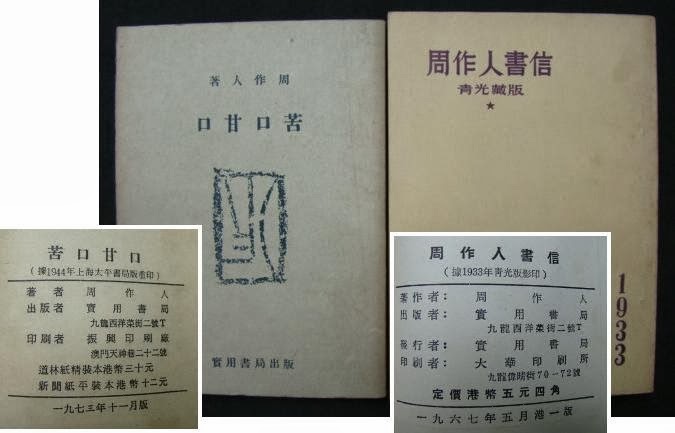 周作人著
苦口甘口
實用書局出版
周作人書信
青光藏版
★
1933
苦口甘口
(據1944年上海太平書局版重印)
著者 周作人
出版者 實用書局
九龍西洋菜街二號T
印刷者 振興印刷廠
澳門天神巷二十二號
道林紙精裝本港幣三十元
新聞紙平裝本港幣十二元
一九七三年十一月版
周作人書信
(據1933年青光版影印)
著作者: 周作人
出版者: 實用書局
九龍西洋菜街二號T
發行者: 實用書局
印刷者: 大華印刷所
九龍偉晴街70-72號
定價港幣五元四角
一九六七年五月港一版